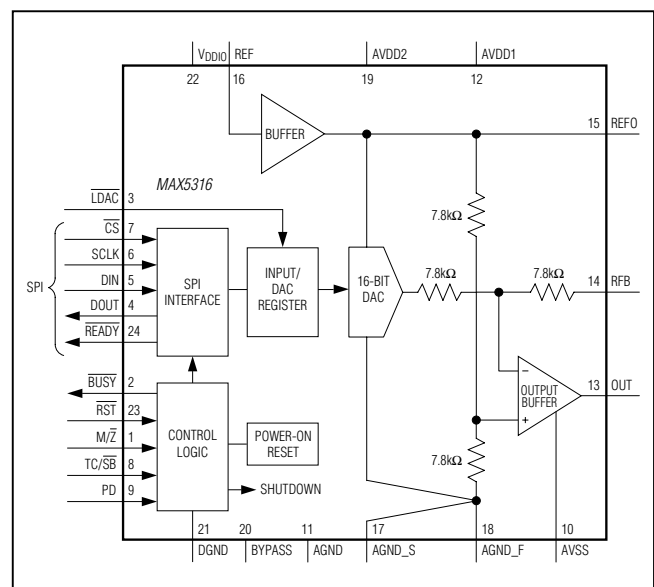 VDDIO REF AVDD2 AVDD1
22 16 19 12
BUFFER
15 REFO
MAX5316
LDAC 3
7.8kΩ
CS 7
SCLK 6
SPI
DIN 5
DOUT 4
READY 24
SPI
INTERFACE
INPUT/
DAC
REGISTER
16-BIT
DAC
7.8kΩ
7.8kΩ
14 RFB
BUSY 2
RST 23
M/Z 1
TC/SB 8
PD 9
CONTROL
LOGIC
POWER-ON
RESET
SHUTDOWN
−
OUTPUT
BUFFER
+
13 OUT
7.8kΩ
21 20 11 17 18 10
DGND BYPASS AGND AGND_S AGND_F AVSS